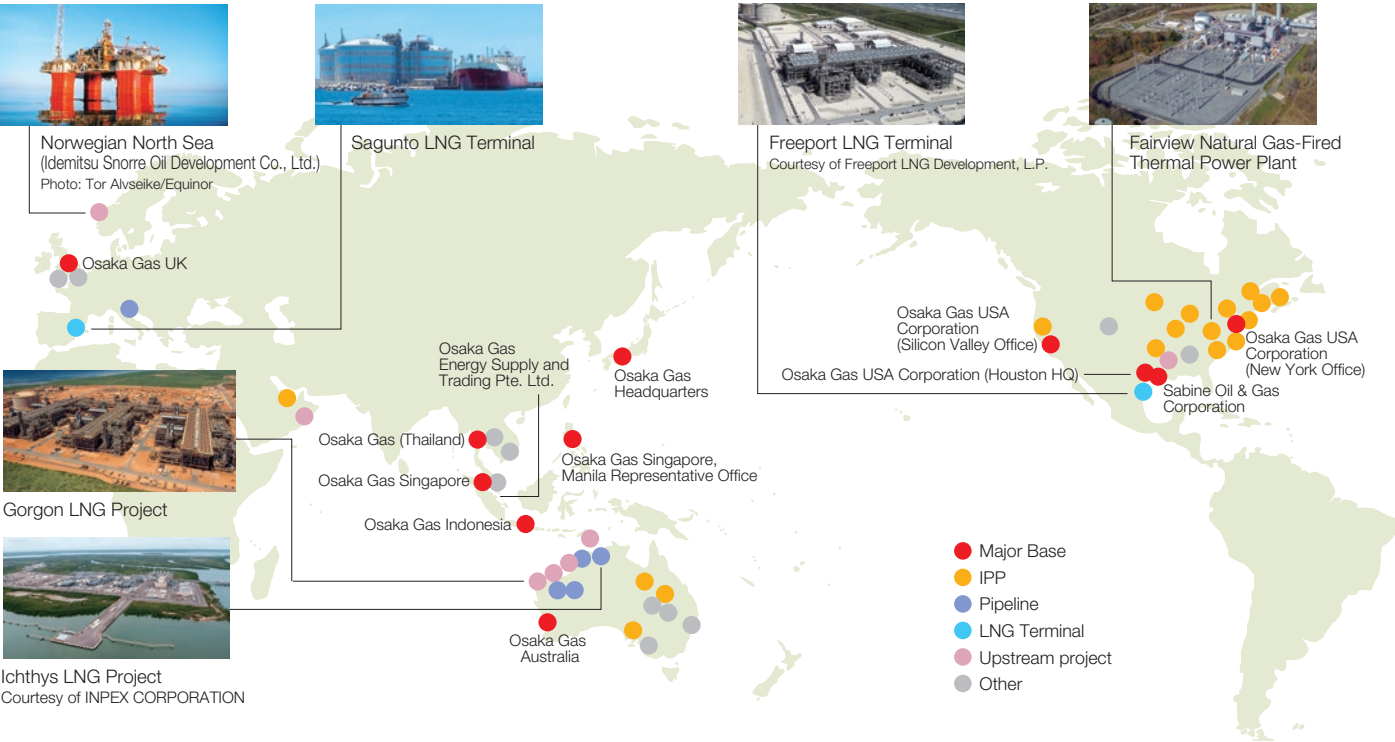 Norwegian North Sea
(Idemitsu Snorre Oil Development Co., Ltd.)
Photo: Tor Alvseike/Equinor
Sagunto LNG Terminal
Freeport LNG Terminal
Courtesy of Freeport LNG Development, L.P.
Fairview Natural Gas-Fired
Thermal Power Plant
Osaka Gas UK
Osaka Gas
Energy Supply and
Trading Pte. Ltd.
Osaka Gas
Headquarters
Osaka Gas USA
Corporation
(Silicon Valley Office)
Osaka Gas USA
Corporation
(New York Office)
Osaka Gas USA Corporation (Houston HQ)
Sabine Oil & Gas
Corporation
Osaka Gas (Thailand)
Osaka Gas Singapore,
Manila Representative Office
Osaka Gas Singapore
Osaka Gas Indonesia
Gorgon LNG Project
Osaka Gas
Australia
Ichthys LNG Project
Courtesy of INPEX CORPORATION
Major Base
IPP
Pipeline
LNG Terminal
Upstream project
Other